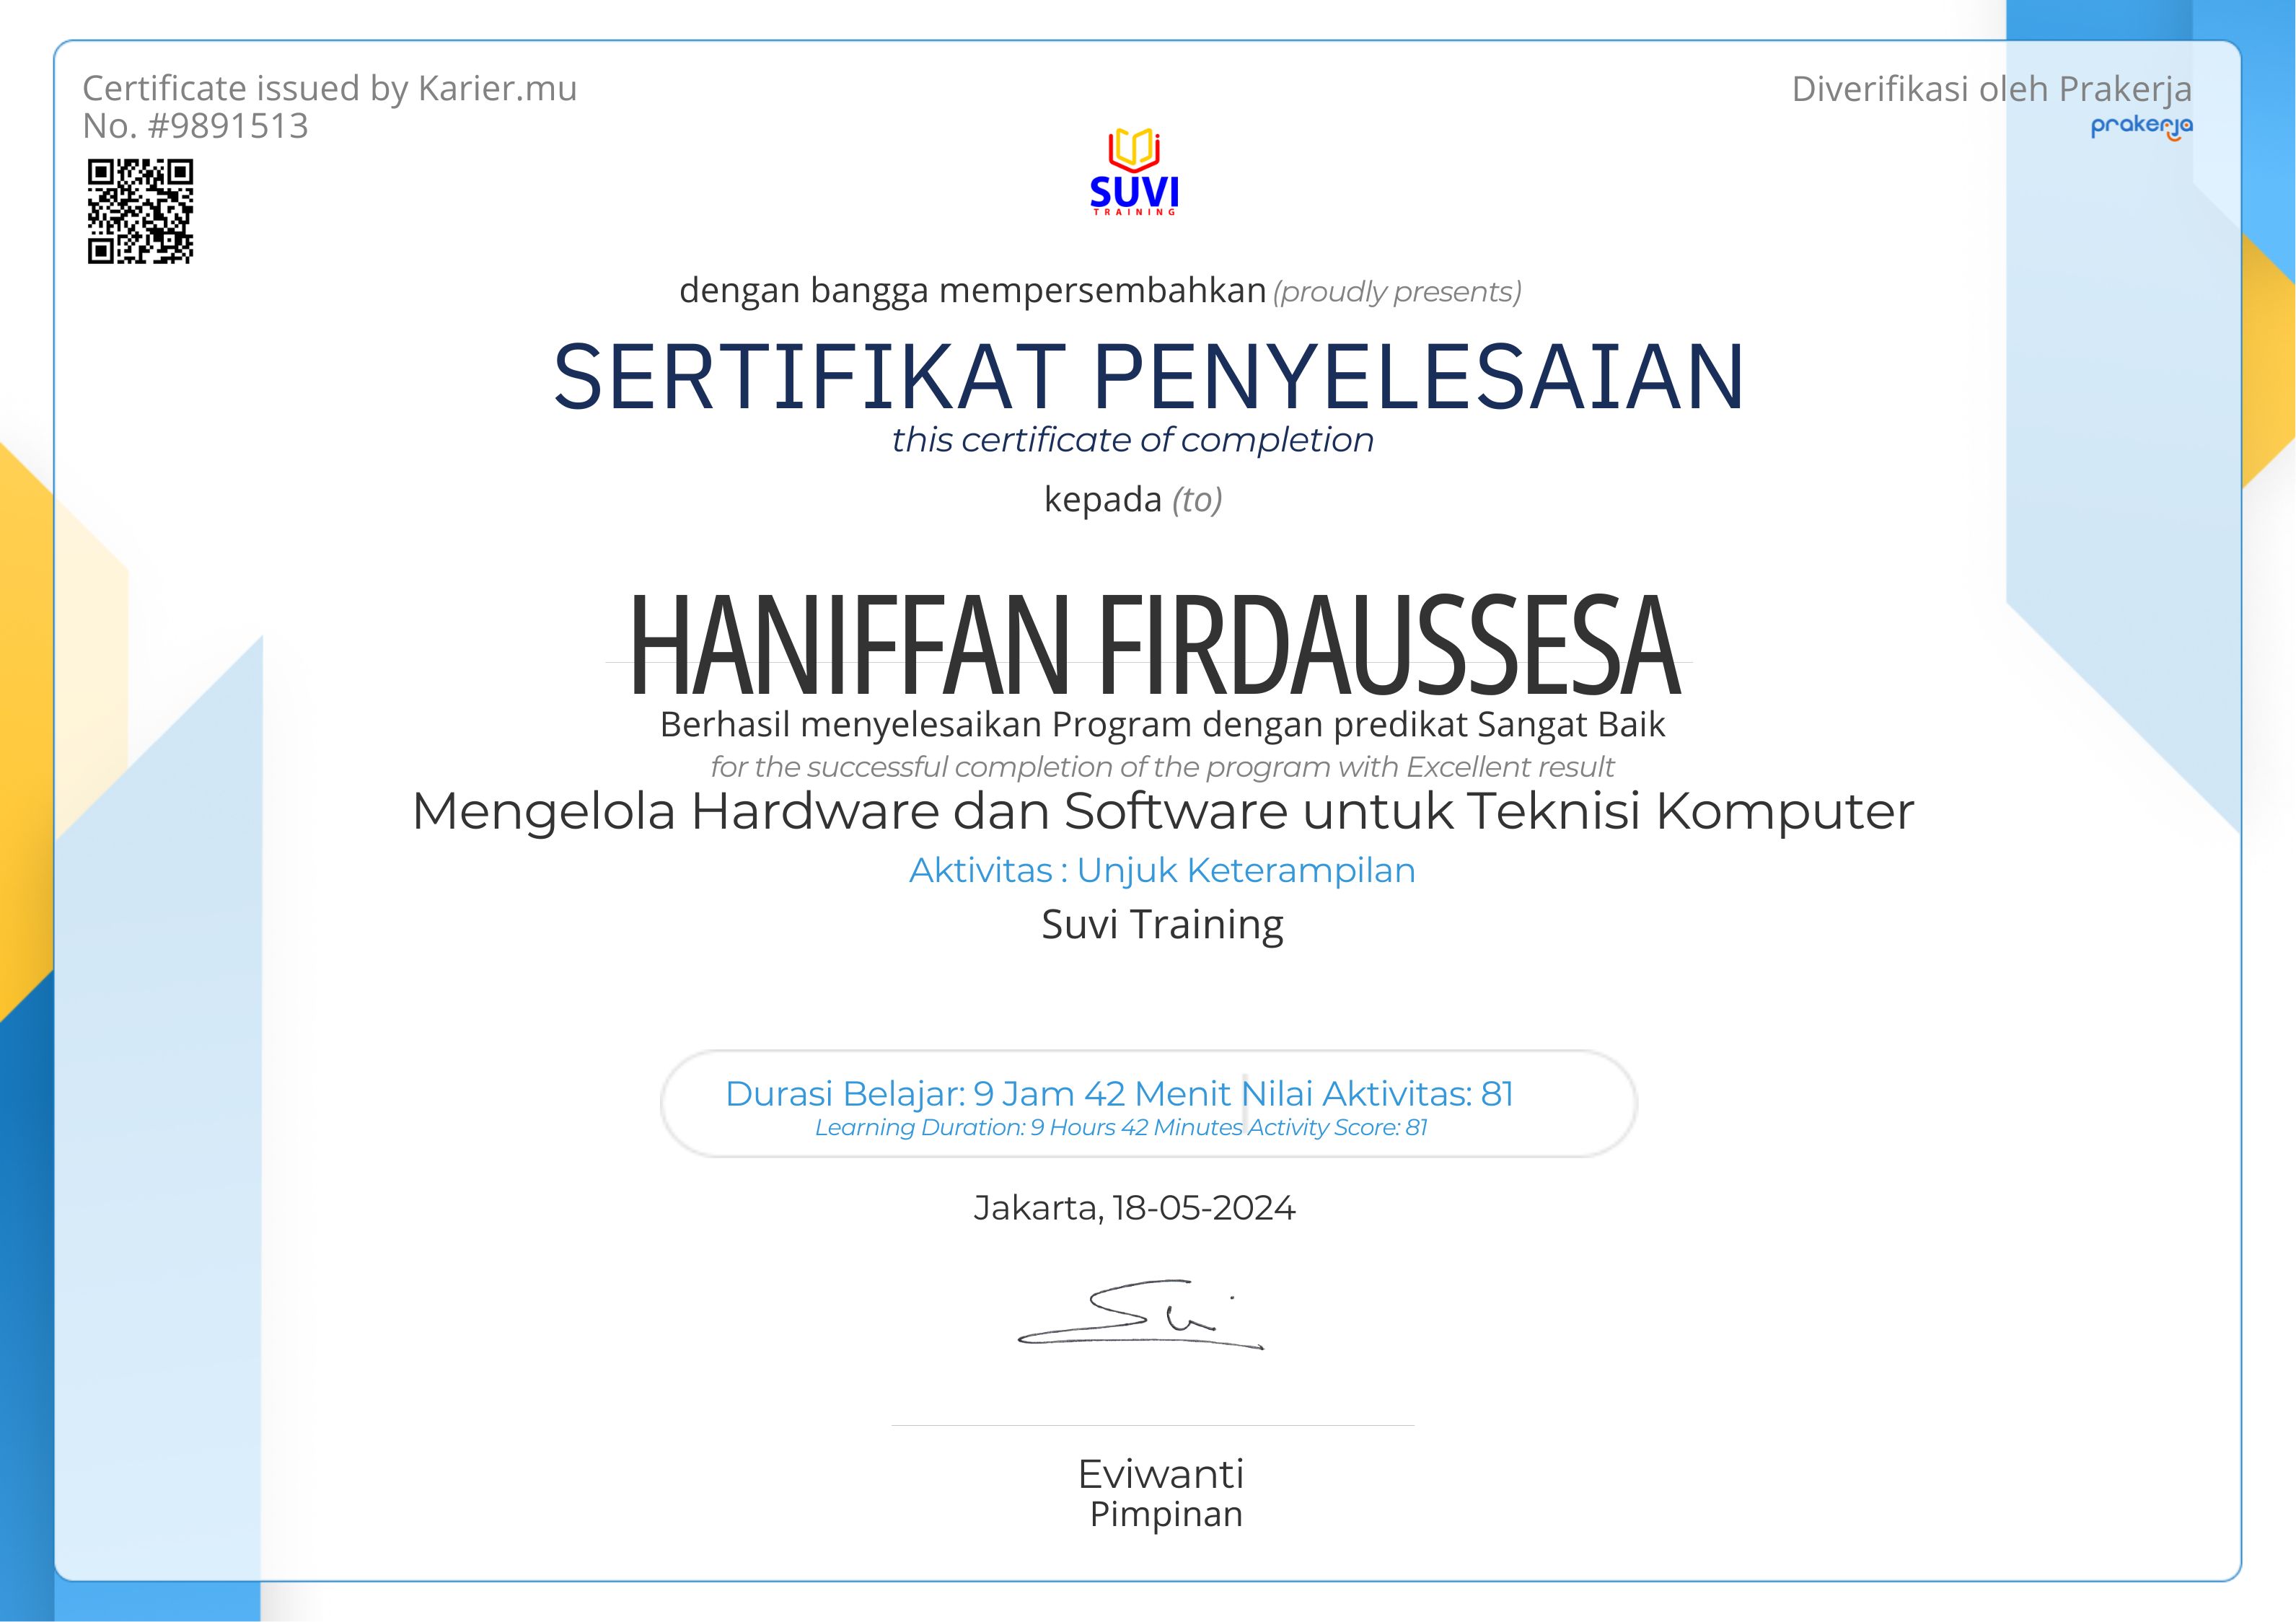 Certificate issued by Karier.mu
No. #9891513
Diverifikasi oleh Prakerja
prakerja
SUVI
TRAINING
dengan bangga mempersembahkan (proudly presents)
SERTIFIKAT PENYELESAIAN
this certificate of completion
kepada (to)
HANIFFAN FIRDAUSSESA
Berhasil menyelesaikan Program dengan predikat Sangat Baik
for the successful completion of the program with Excellent result
Mengelola Hardware dan Software untuk Teknisi Komputer
Aktivitas : Unjuk Keterampilan
Suvi Training
Durasi Belajar: 9 Jam 42 Menit Nilai Aktivitas: 81
Learning Duration: 9 Hours 42 Minutes Activity Score: 81
Jakarta, 18-05-2024
Eviwanti
Pimpinan